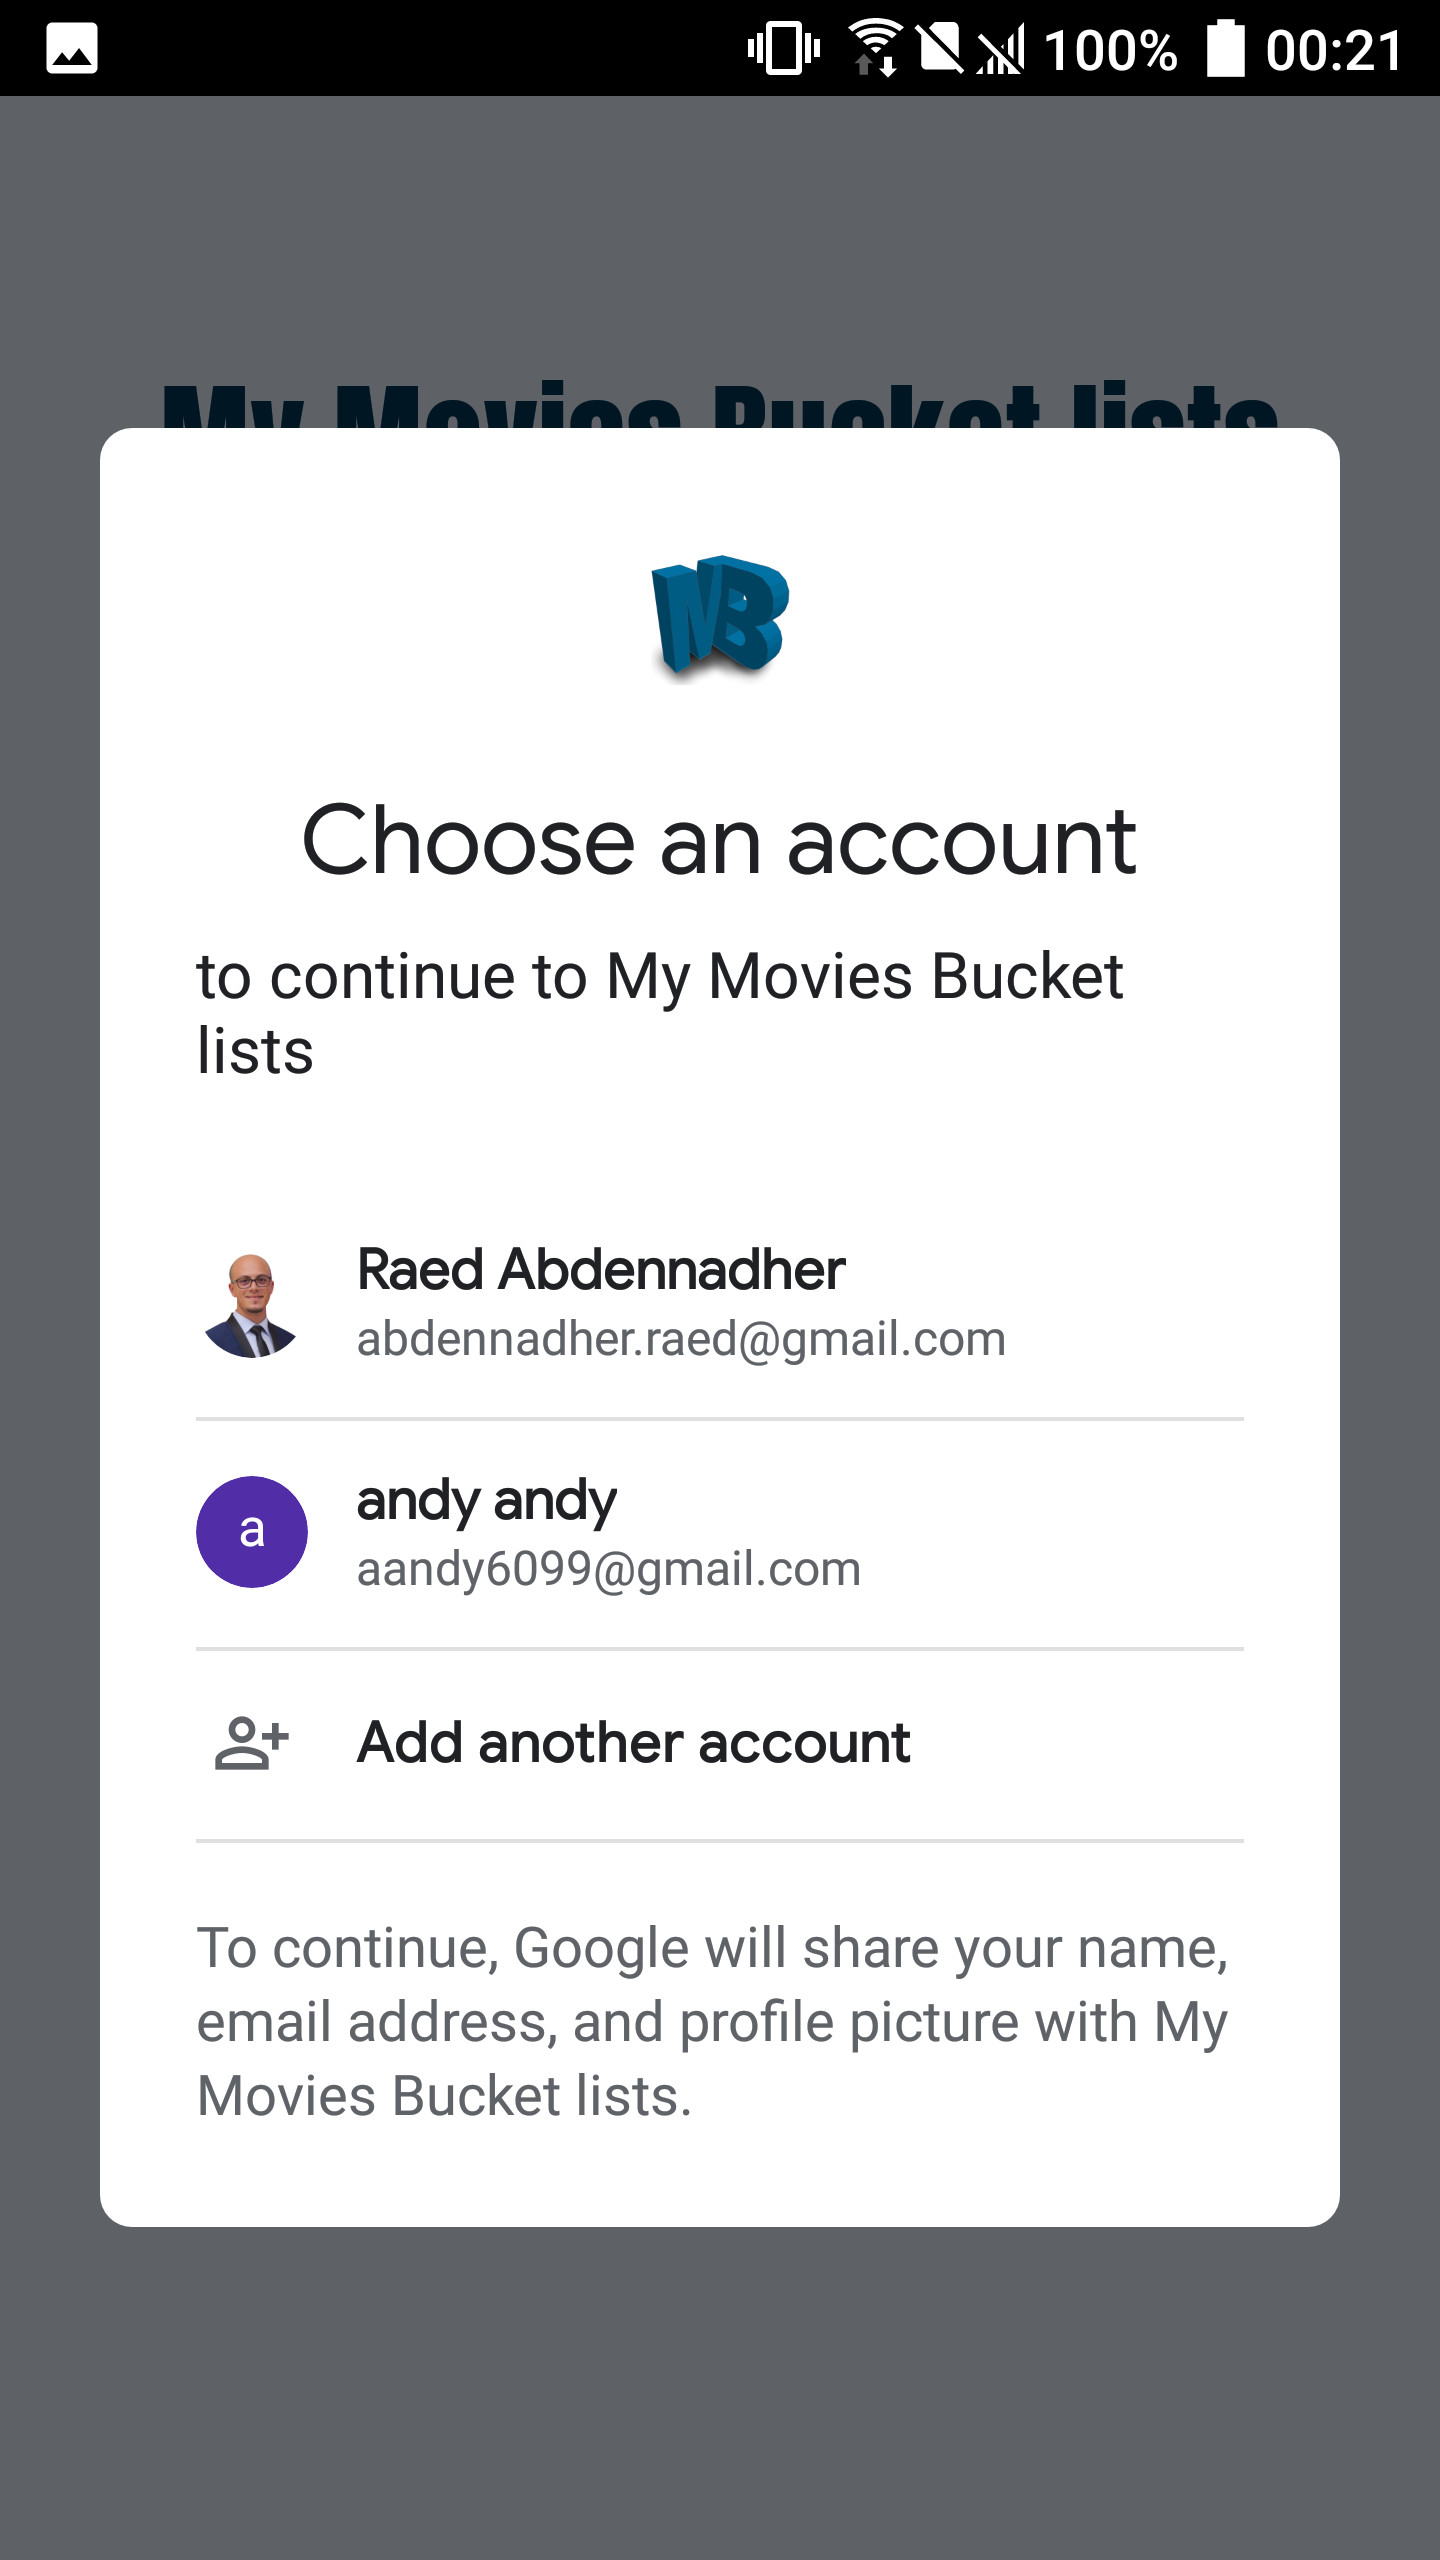 100% 00:21
My Movies Bucket lists
MB
Choose an account
to continue to My Movies Bucket
lists
Raed Abdennadher
abdennadher.raed@gmail.com
a
andy andy
aandy6099@gmail.com
Add another account
To continue, Google will share your name,
email address, and profile picture with My
Movies Bucket lists.